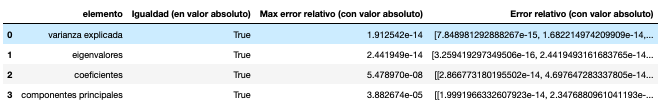 elemento Igualdad (en valor absoluto) Max error relativo (con valor absoluto) Error relativo (con valor absoluto)
0 varianza explicada True 1.912542e-14 [7.848981292888267e-15, 1.682214974209909e-14,...
1 eigenvalores True 2.441949e-14 [3.259419297349506e-16, 2.4419493161683765e-14...
2 coeficientes True 5.478970e-08 [[2.866773180195502e-14, 4.697647283337805e-14...
3 componentes principales True 3.882674e-05 [[1.9991966332607923e-14, 2.3476880961041193e-...